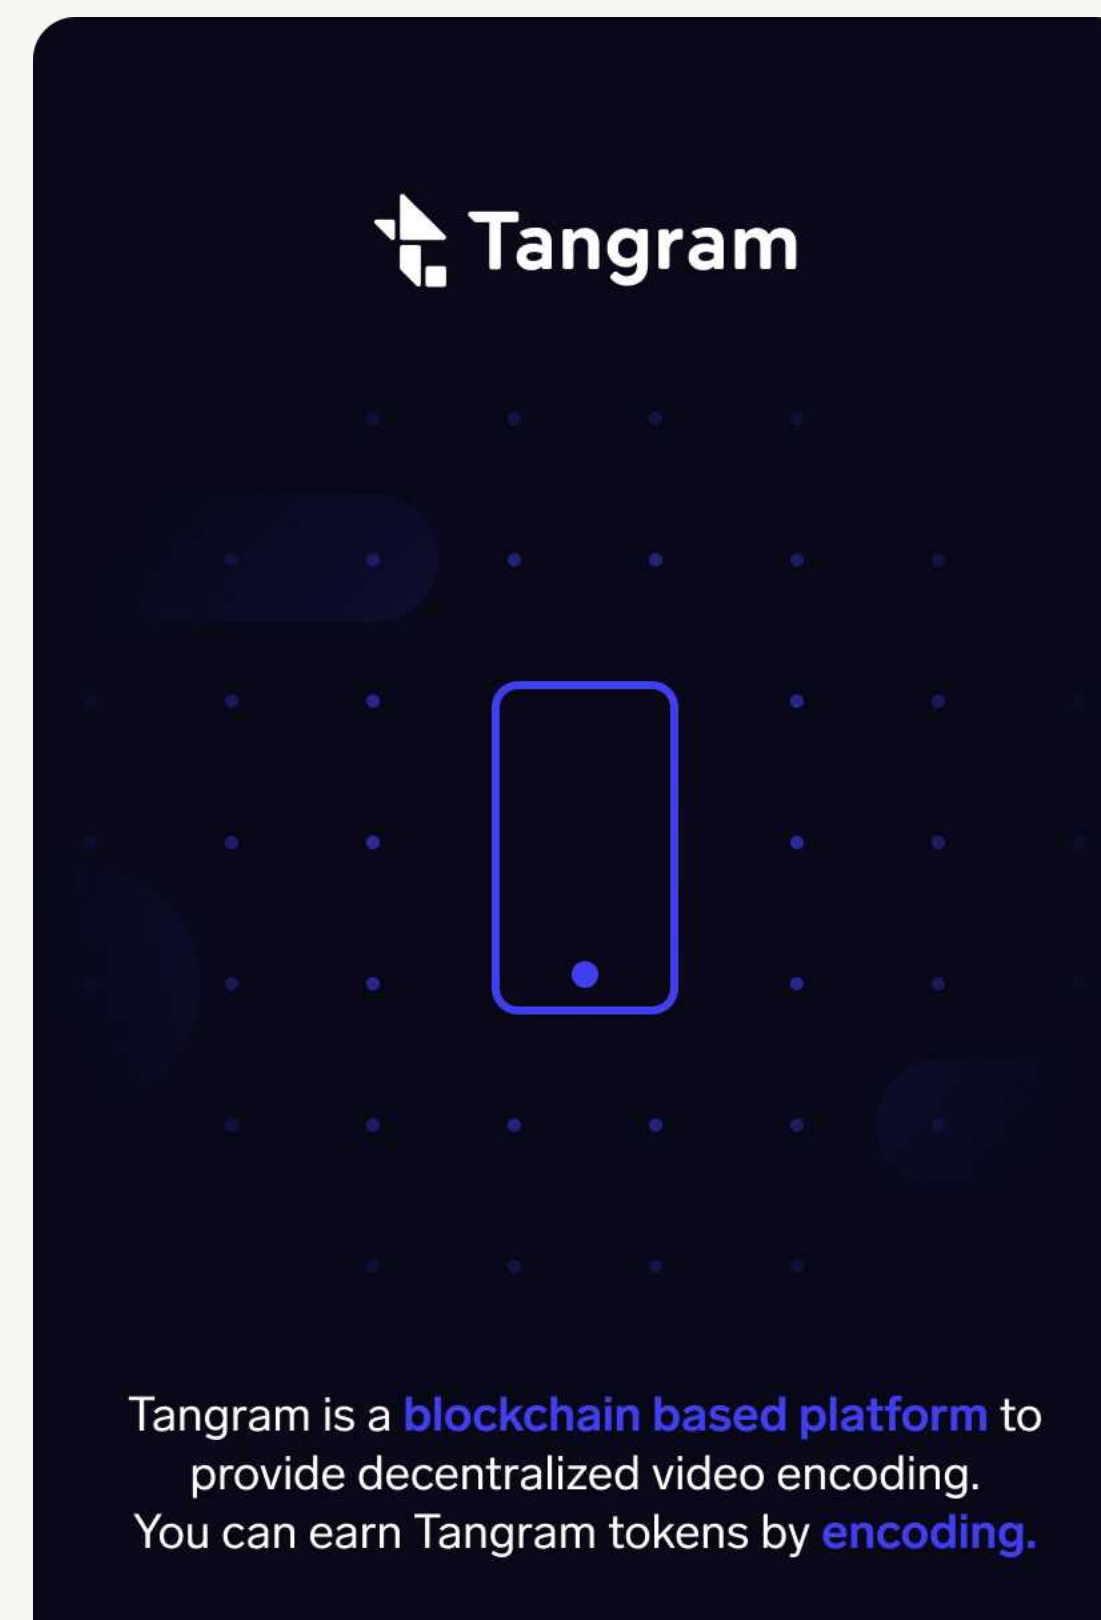 Tangram
Tangram is a blockchain based platform to
provide decentralized video encoding.
You can earn Tangram tokens by encoding.